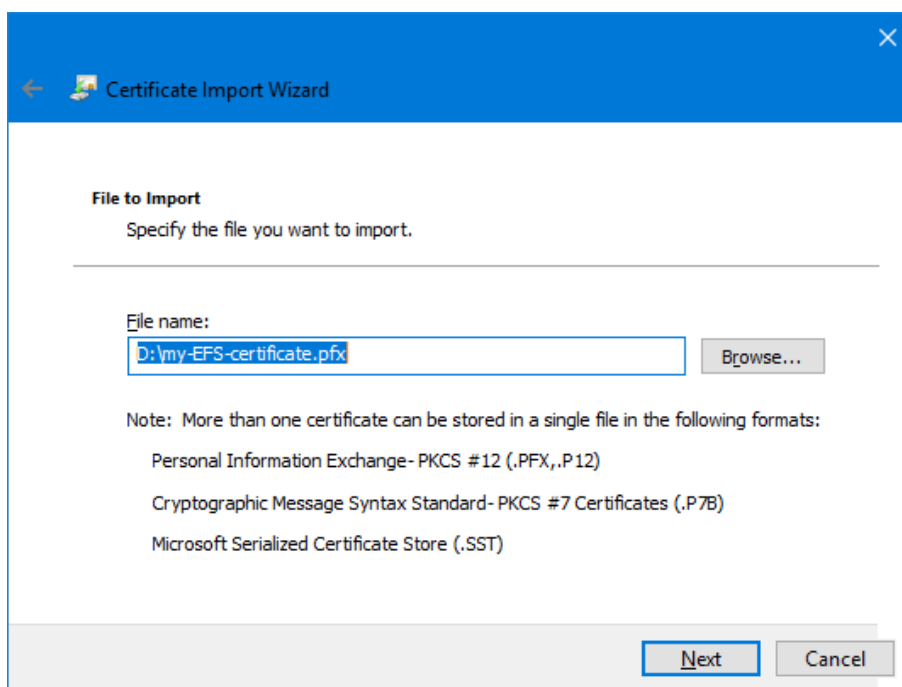 Certificate Import Wizard
File to Import
Specify the file you want to import.
File name:
D:\my-EFS-certificate.pfx
Browse...
Note:  More than one certificate can be stored in a single file in the following formats:
Personal Information Exchange- PKCS #12 (.PFX,.P12)
Cryptographic Message Syntax Standard- PKCS #7 Certificates (.P7B)
Microsoft Serialized Certificate Store (.SST)
Next
Cancel